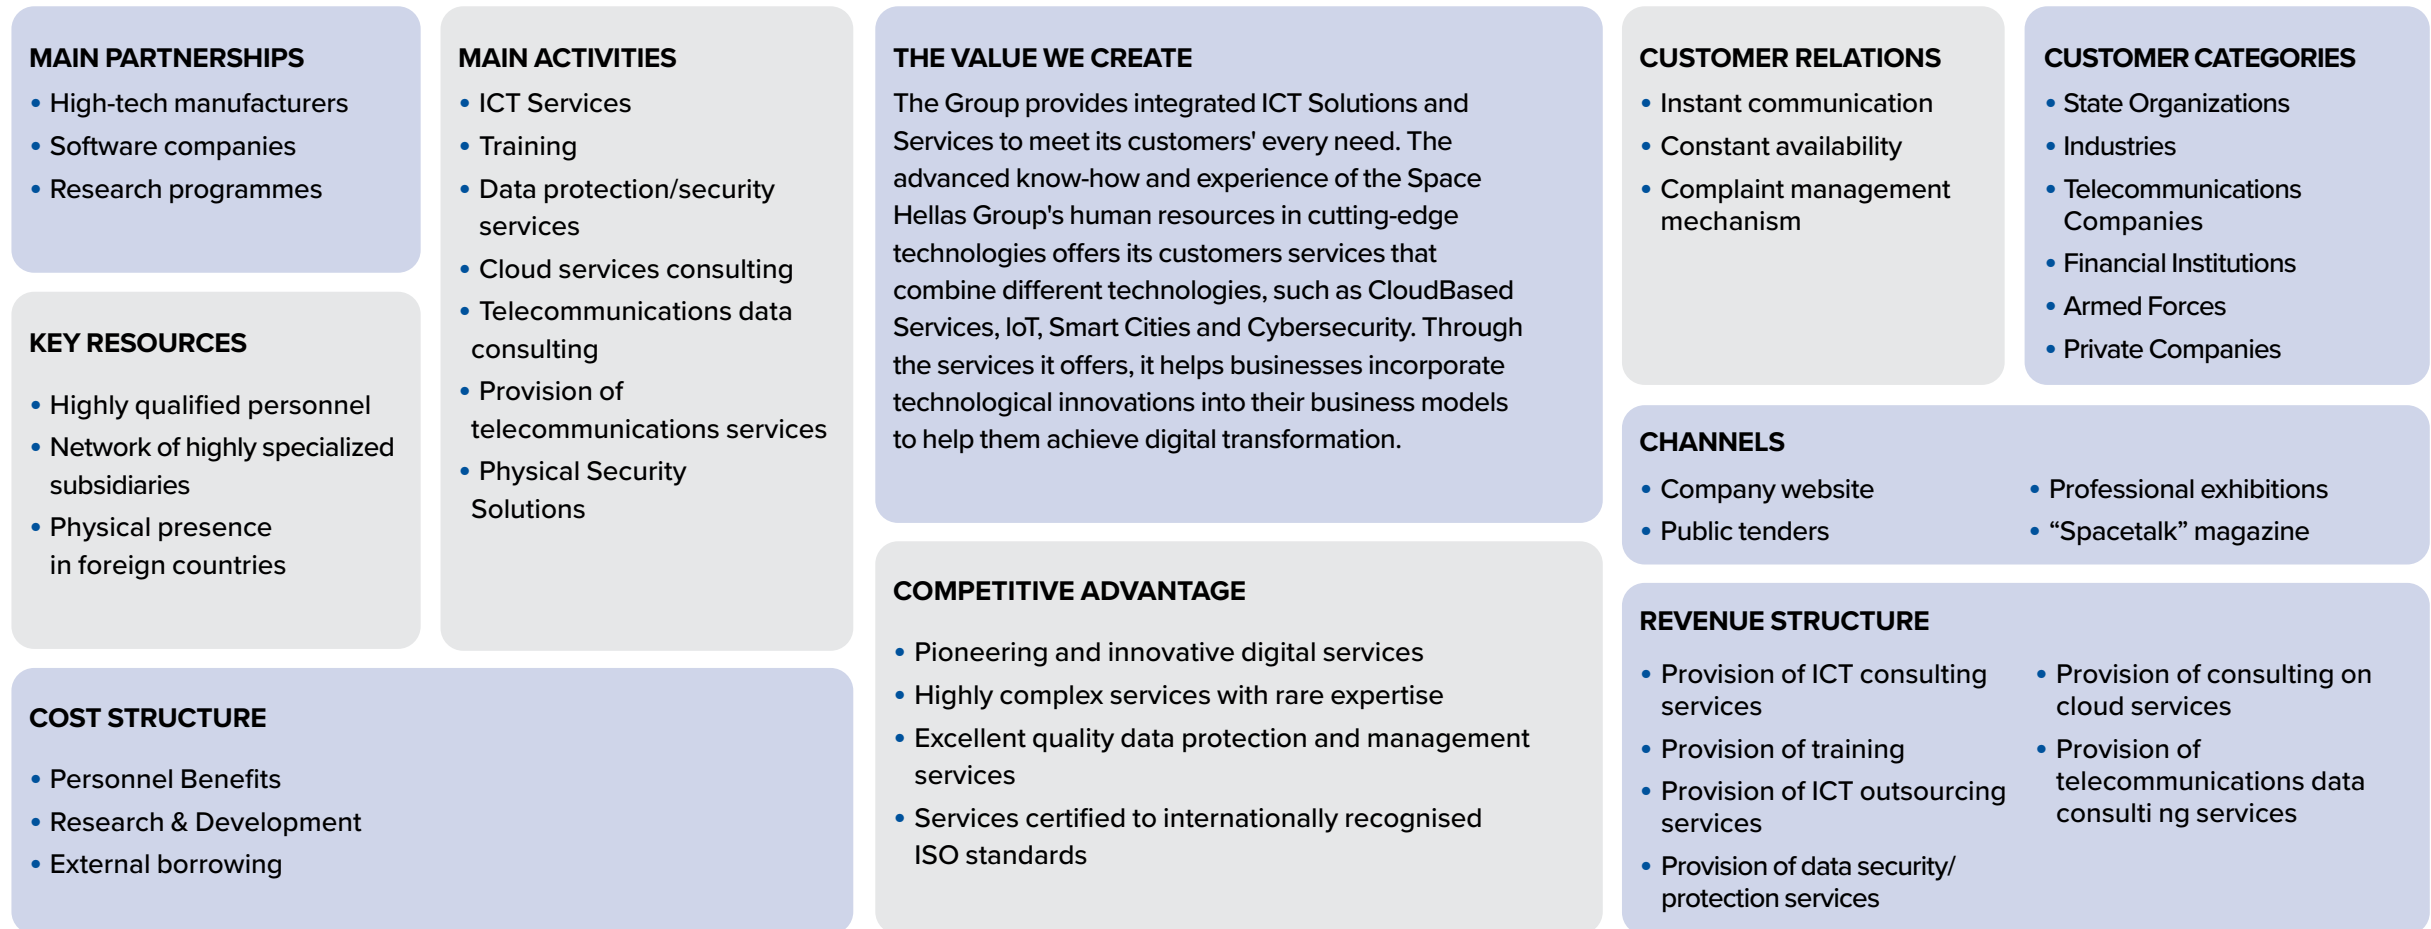 MAIN PARTNERSHIPS
• High-tech manufacturers
• Software companies
• Research programmes
KEY RESOURCES
• Highly qualified personnel
• Network of highly specialized
subsidiaries
• Physical presence
in foreign countries
MAIN ACTIVITIES
• ICT Services
• Training
• Data protection/security
services
• Cloud services consulting
• Telecommunications data
consulting
• Provision of
telecommunications services
• Physical Security
Solutions
COST STRUCTURE
• Personnel Benefits
• Research & Development
• External borrowing
THE VALUE WE CREATE
The Group provides integrated ICT Solutions and
Services to meet its customers' every need. The
advanced know-how and experience of the Space
Hellas Group's human resources in cutting-edge
technologies offers its customers services that
combine different technologies, such as CloudBased
Services, IoT, Smart Cities and Cybersecurity. Through
the services it offers, it helps businesses incorporate
technological innovations into their business models
to help them achieve digital transformation.
COMPETITIVE ADVANTAGE
• Pioneering and innovative digital services
• Highly complex services with rare expertise
• Excellent quality data protection and management
services
• Services certified to internationally recognised
ISO standards
CUSTOMER RELATIONS
• Instant communication
• Constant availability
• Complaint management
mechanism
CUSTOMER CATEGORIES
• State Organizations
• Industries
• Telecommunications
Companies
• Financial Institutions
• Armed Forces
• Private Companies
CHANNELS
• Company website
• Public tenders
• Professional exhibitions
• “Spacetalk” magazine
REVENUE STRUCTURE
• Provision of ICT consulting
services
• Provision of training
• Provision of ICT outsourcing
services
• Provision of data security/
protection services
• Provision of consulting on
cloud services
• Provision of
telecommunications data
consulti ng services